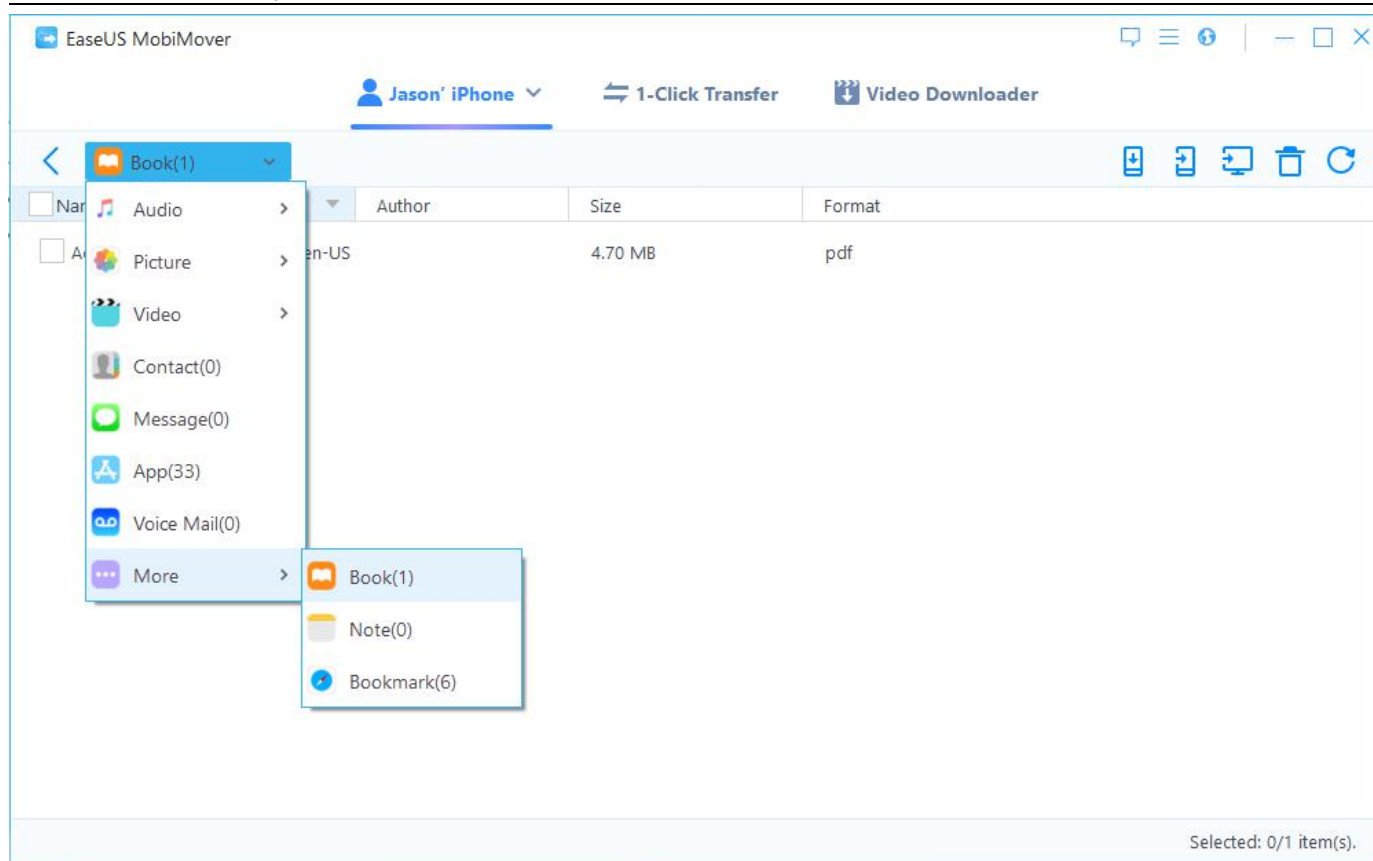 EaseUS MobiMover
Jason' iPhone 1-Click Transfer Video Downloader
Book(1)
Author Size Format
en-US 4.70 MB pdf
Audio
Picture
Video
Contact(0)
Message(0)
App(33)
Voice Mail(0)
More
Book(1)
Note(0)
Bookmark(6)
Selected: 0/1 item(s).